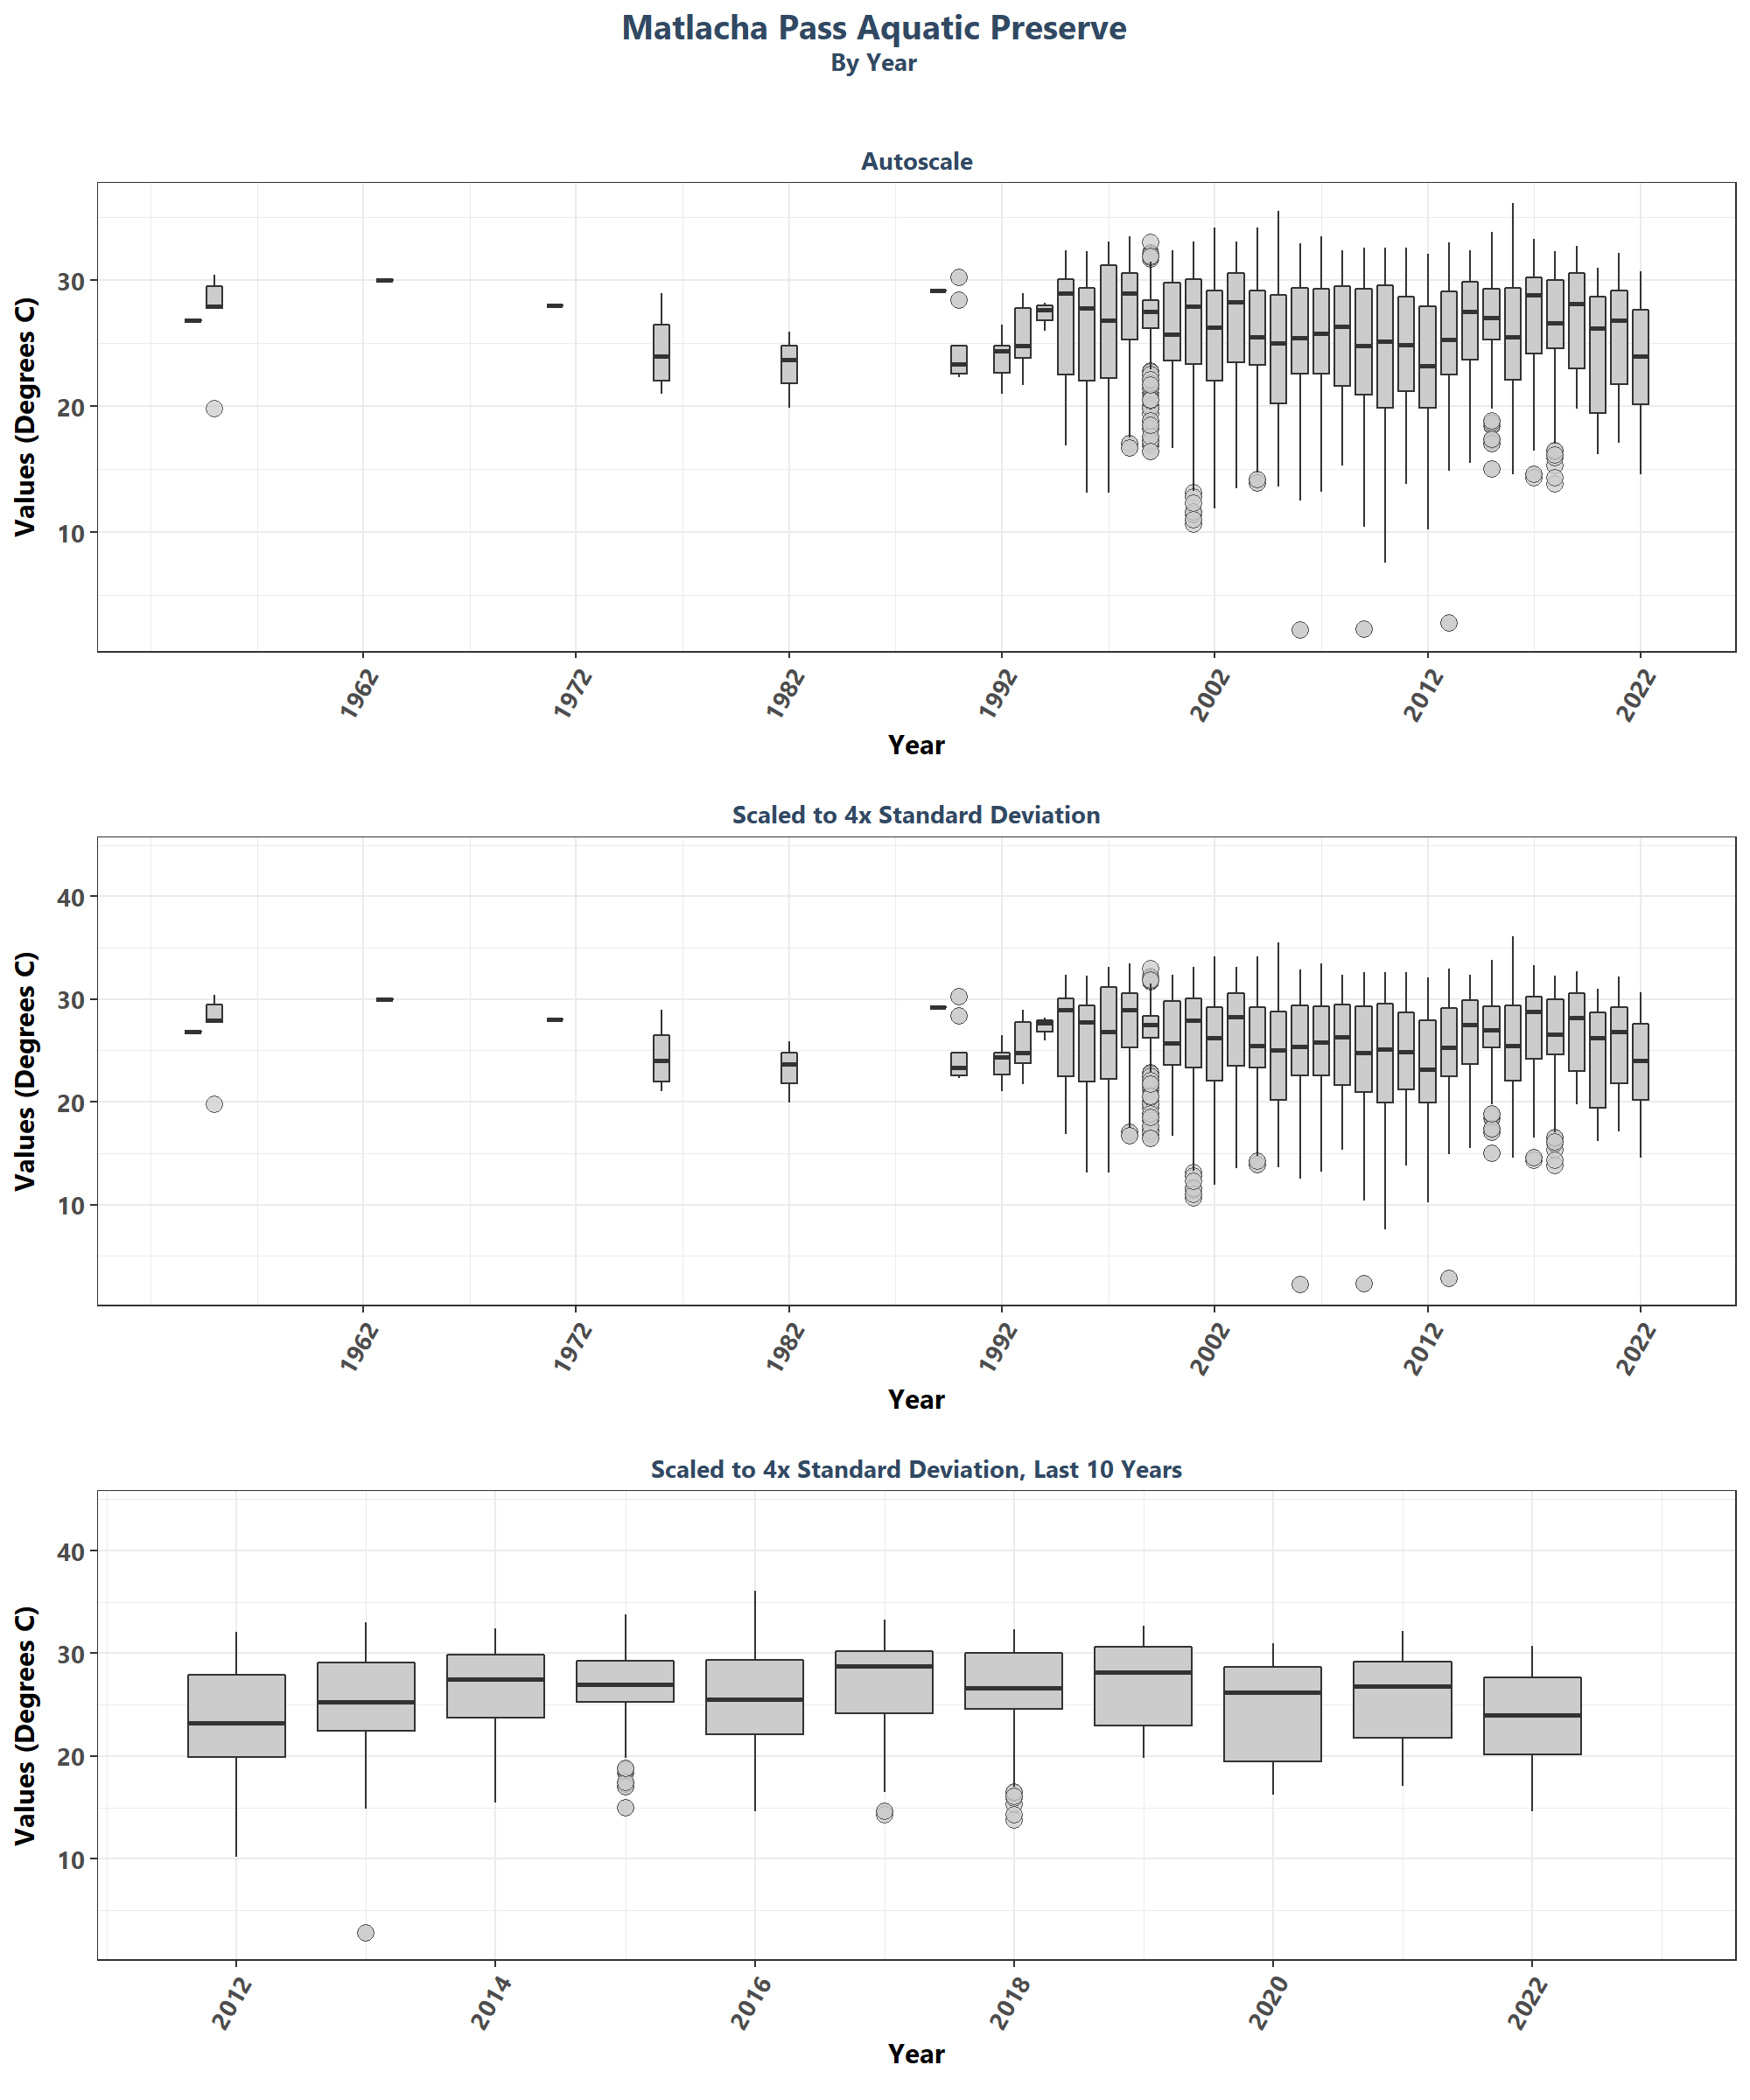 Matlacha Pass Aquatic Preserve
By Year
Autoscale
Values (Degrees C)
30
20
10
1962
1972
1982
1992
2002
2012
2022
Year
Scaled to 4x Standard Deviation
Values (Degrees C)
40
30
20
10
1962
1972
1982
1992
2002
2012
2022
Year
Scaled to 4x Standard Deviation, Last 10 Years
Values (Degrees C)
40
30
20
10
2012
2014
2016
2018
2020
2022
Year